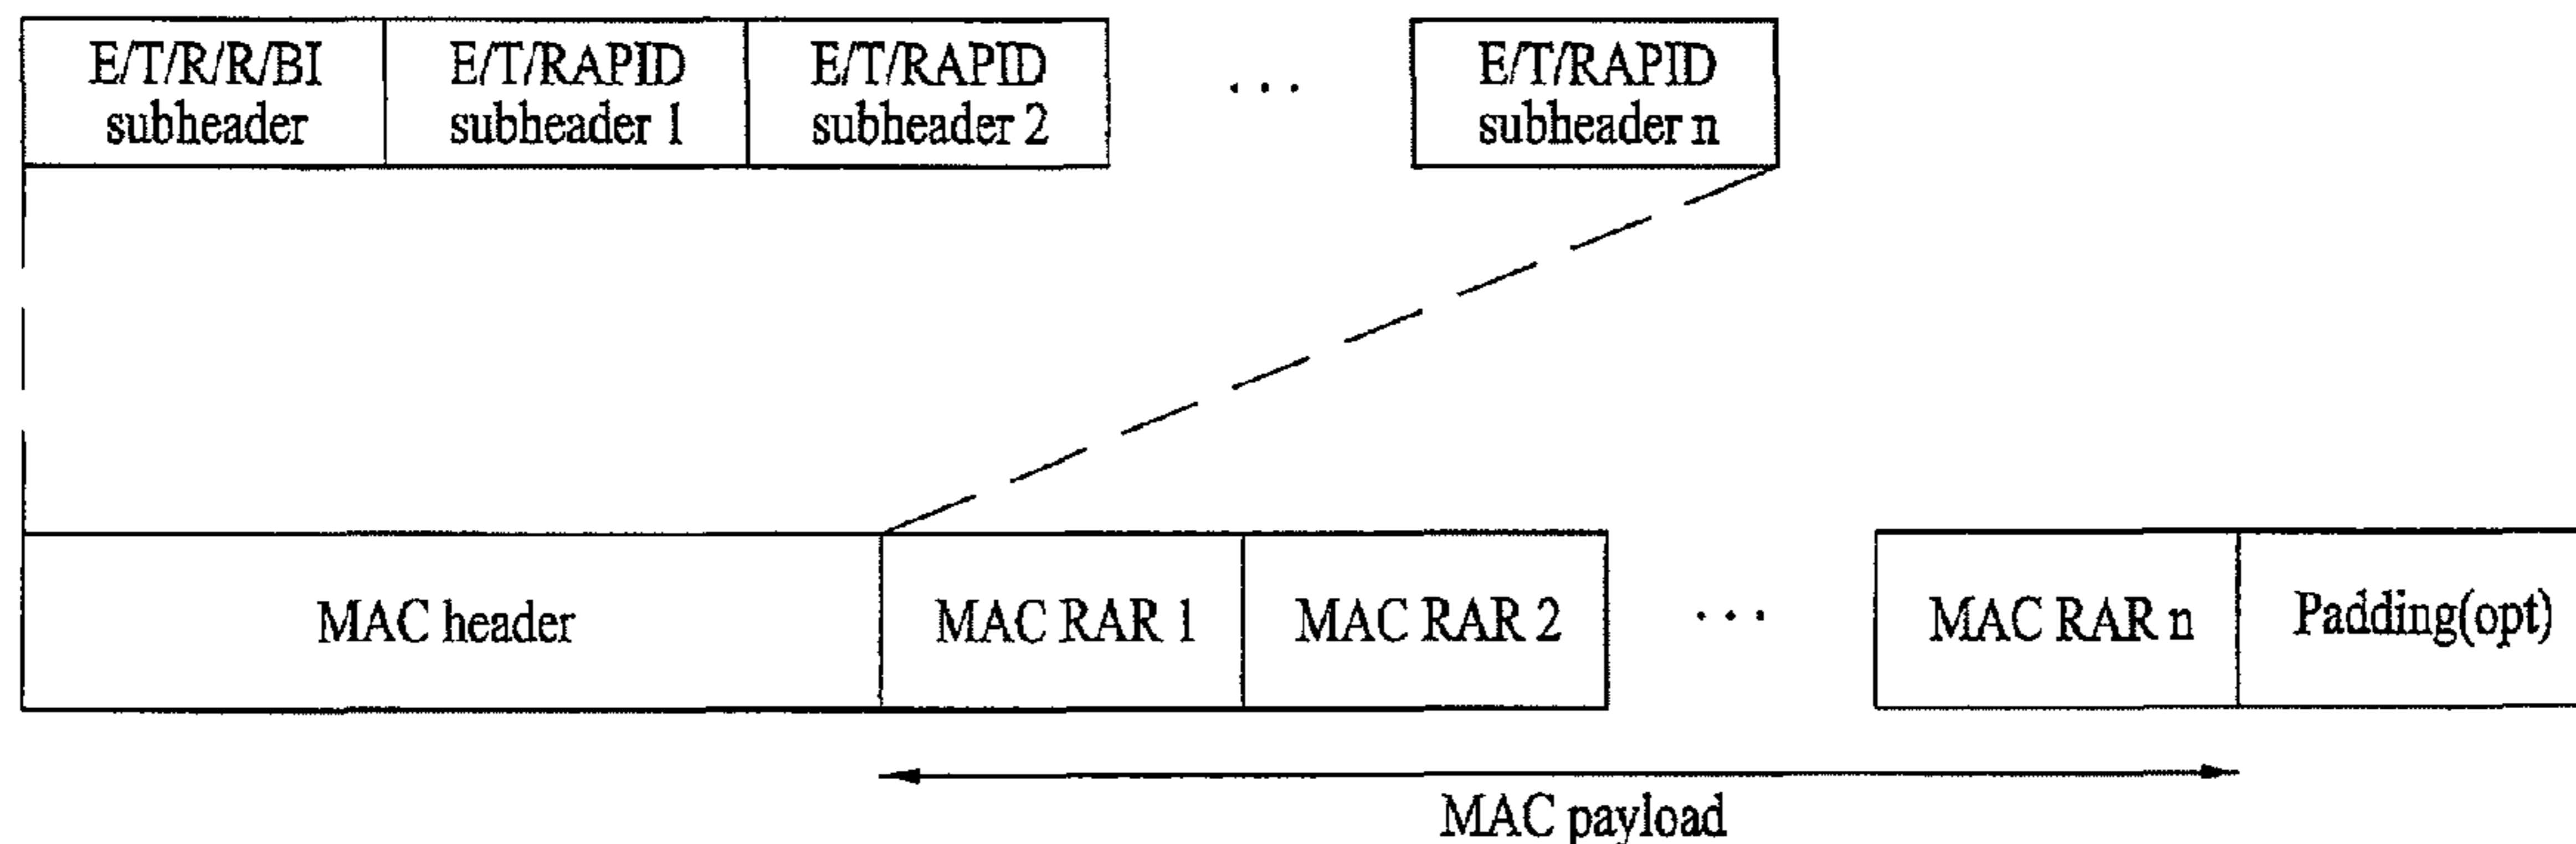 E/T/R/R/BI
subheader
E/T/RAPID
subheader 1
E/T/RAPID
subheader 2
...
E/T/RAPID
subheader n
MAC header
MAC RAR 1
MAC RAR 2
...
MAC RAR n
Padding(opt)
MAC payload